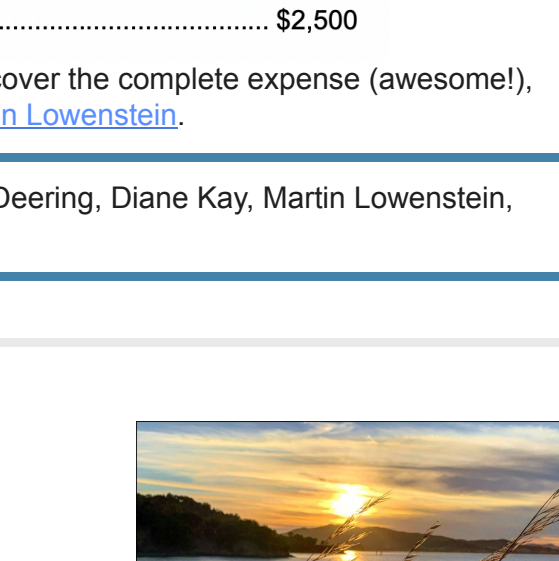 ..................................... $2,500
cover the complete expense (awesome!),
n Lowenstein.
Deering, Diane Kay, Martin Lowenstein,